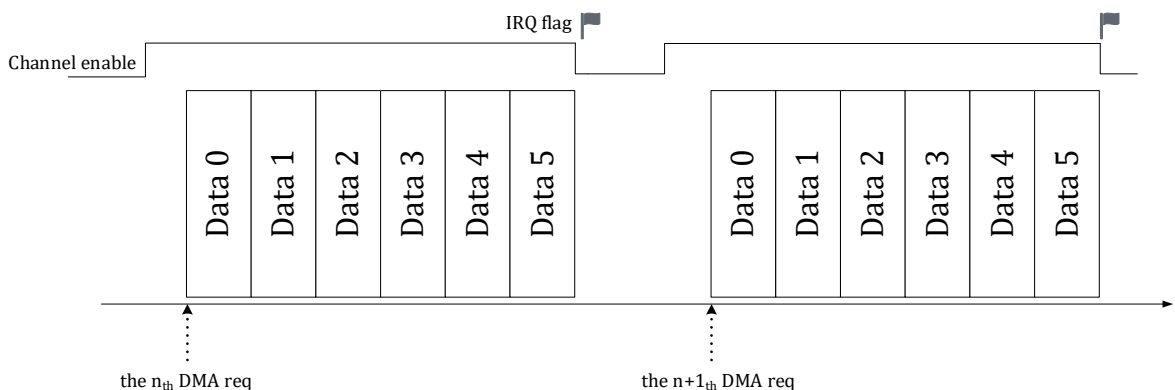 IRQ flag
Channel enable
Data 0
Data 1
Data 2
Data 3
Data 4
Data 5
Data 0
Data 1
Data 2
Data 3
Data 4
Data 5
the nth DMA req
the n+1th DMA req